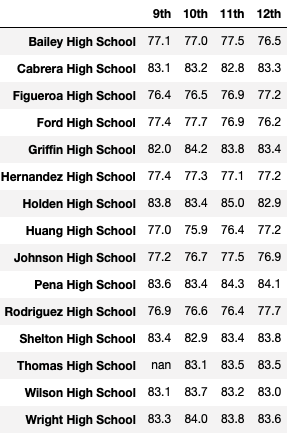 9th 10th 11th 12th
Bailey High School 77.1 77.0 77.5 76.5
Cabrera High School 83.1 83.2 82.8 83.3
Figueroa High School 76.4 76.5 76.9 77.2
Ford High School 77.4 77.7 76.9 76.2
Griffin High School 82.0 84.2 83.8 83.4
Hernandez High School 77.4 77.3 77.1 77.2
Holden High School 83.8 83.4 85.0 82.9
Huang High School 77.0 75.9 76.4 77.2
Johnson High School 77.2 76.7 77.5 76.9
Pena High School 83.6 83.4 84.3 84.1
Rodriguez High School 76.9 76.6 76.4 77.7
Shelton High School 83.4 82.9 83.4 83.8
Thomas High School nan 83.1 83.5 83.5
Wilson High School 83.1 83.7 83.2 83.0
Wright High School 83.3 84.0 83.8 83.6